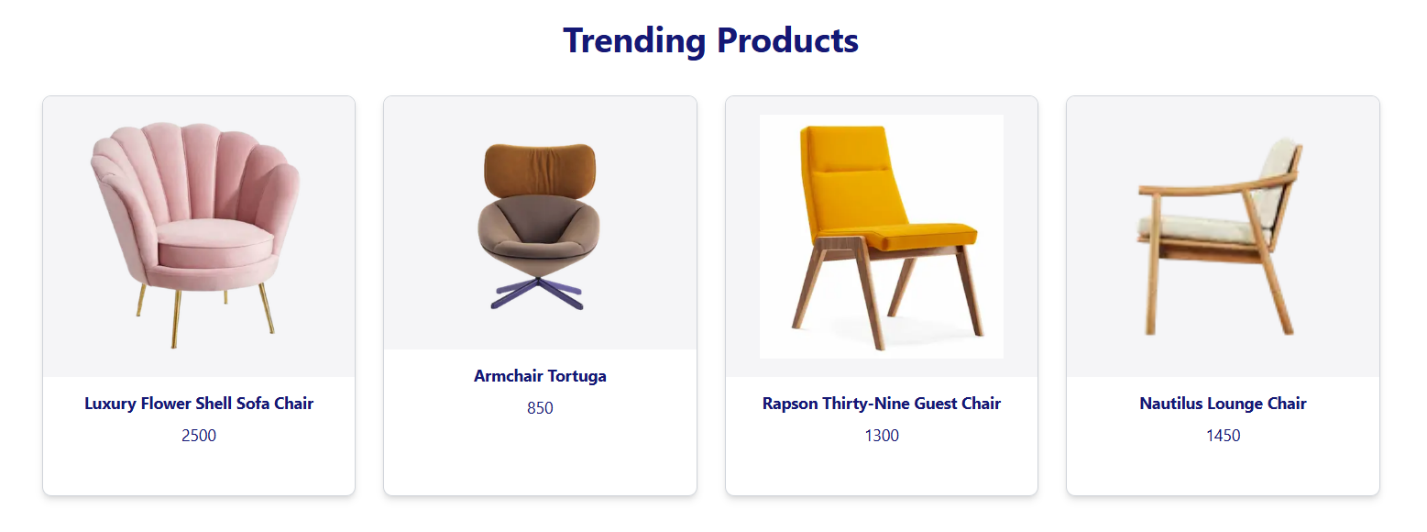 Trending Products
Luxury Flower Shell Sofa Chair
2500
Armchair Tortuga
850
Rapson Thirty-Nine Guest Chair
1300
Nautilus Lounge Chair
1450